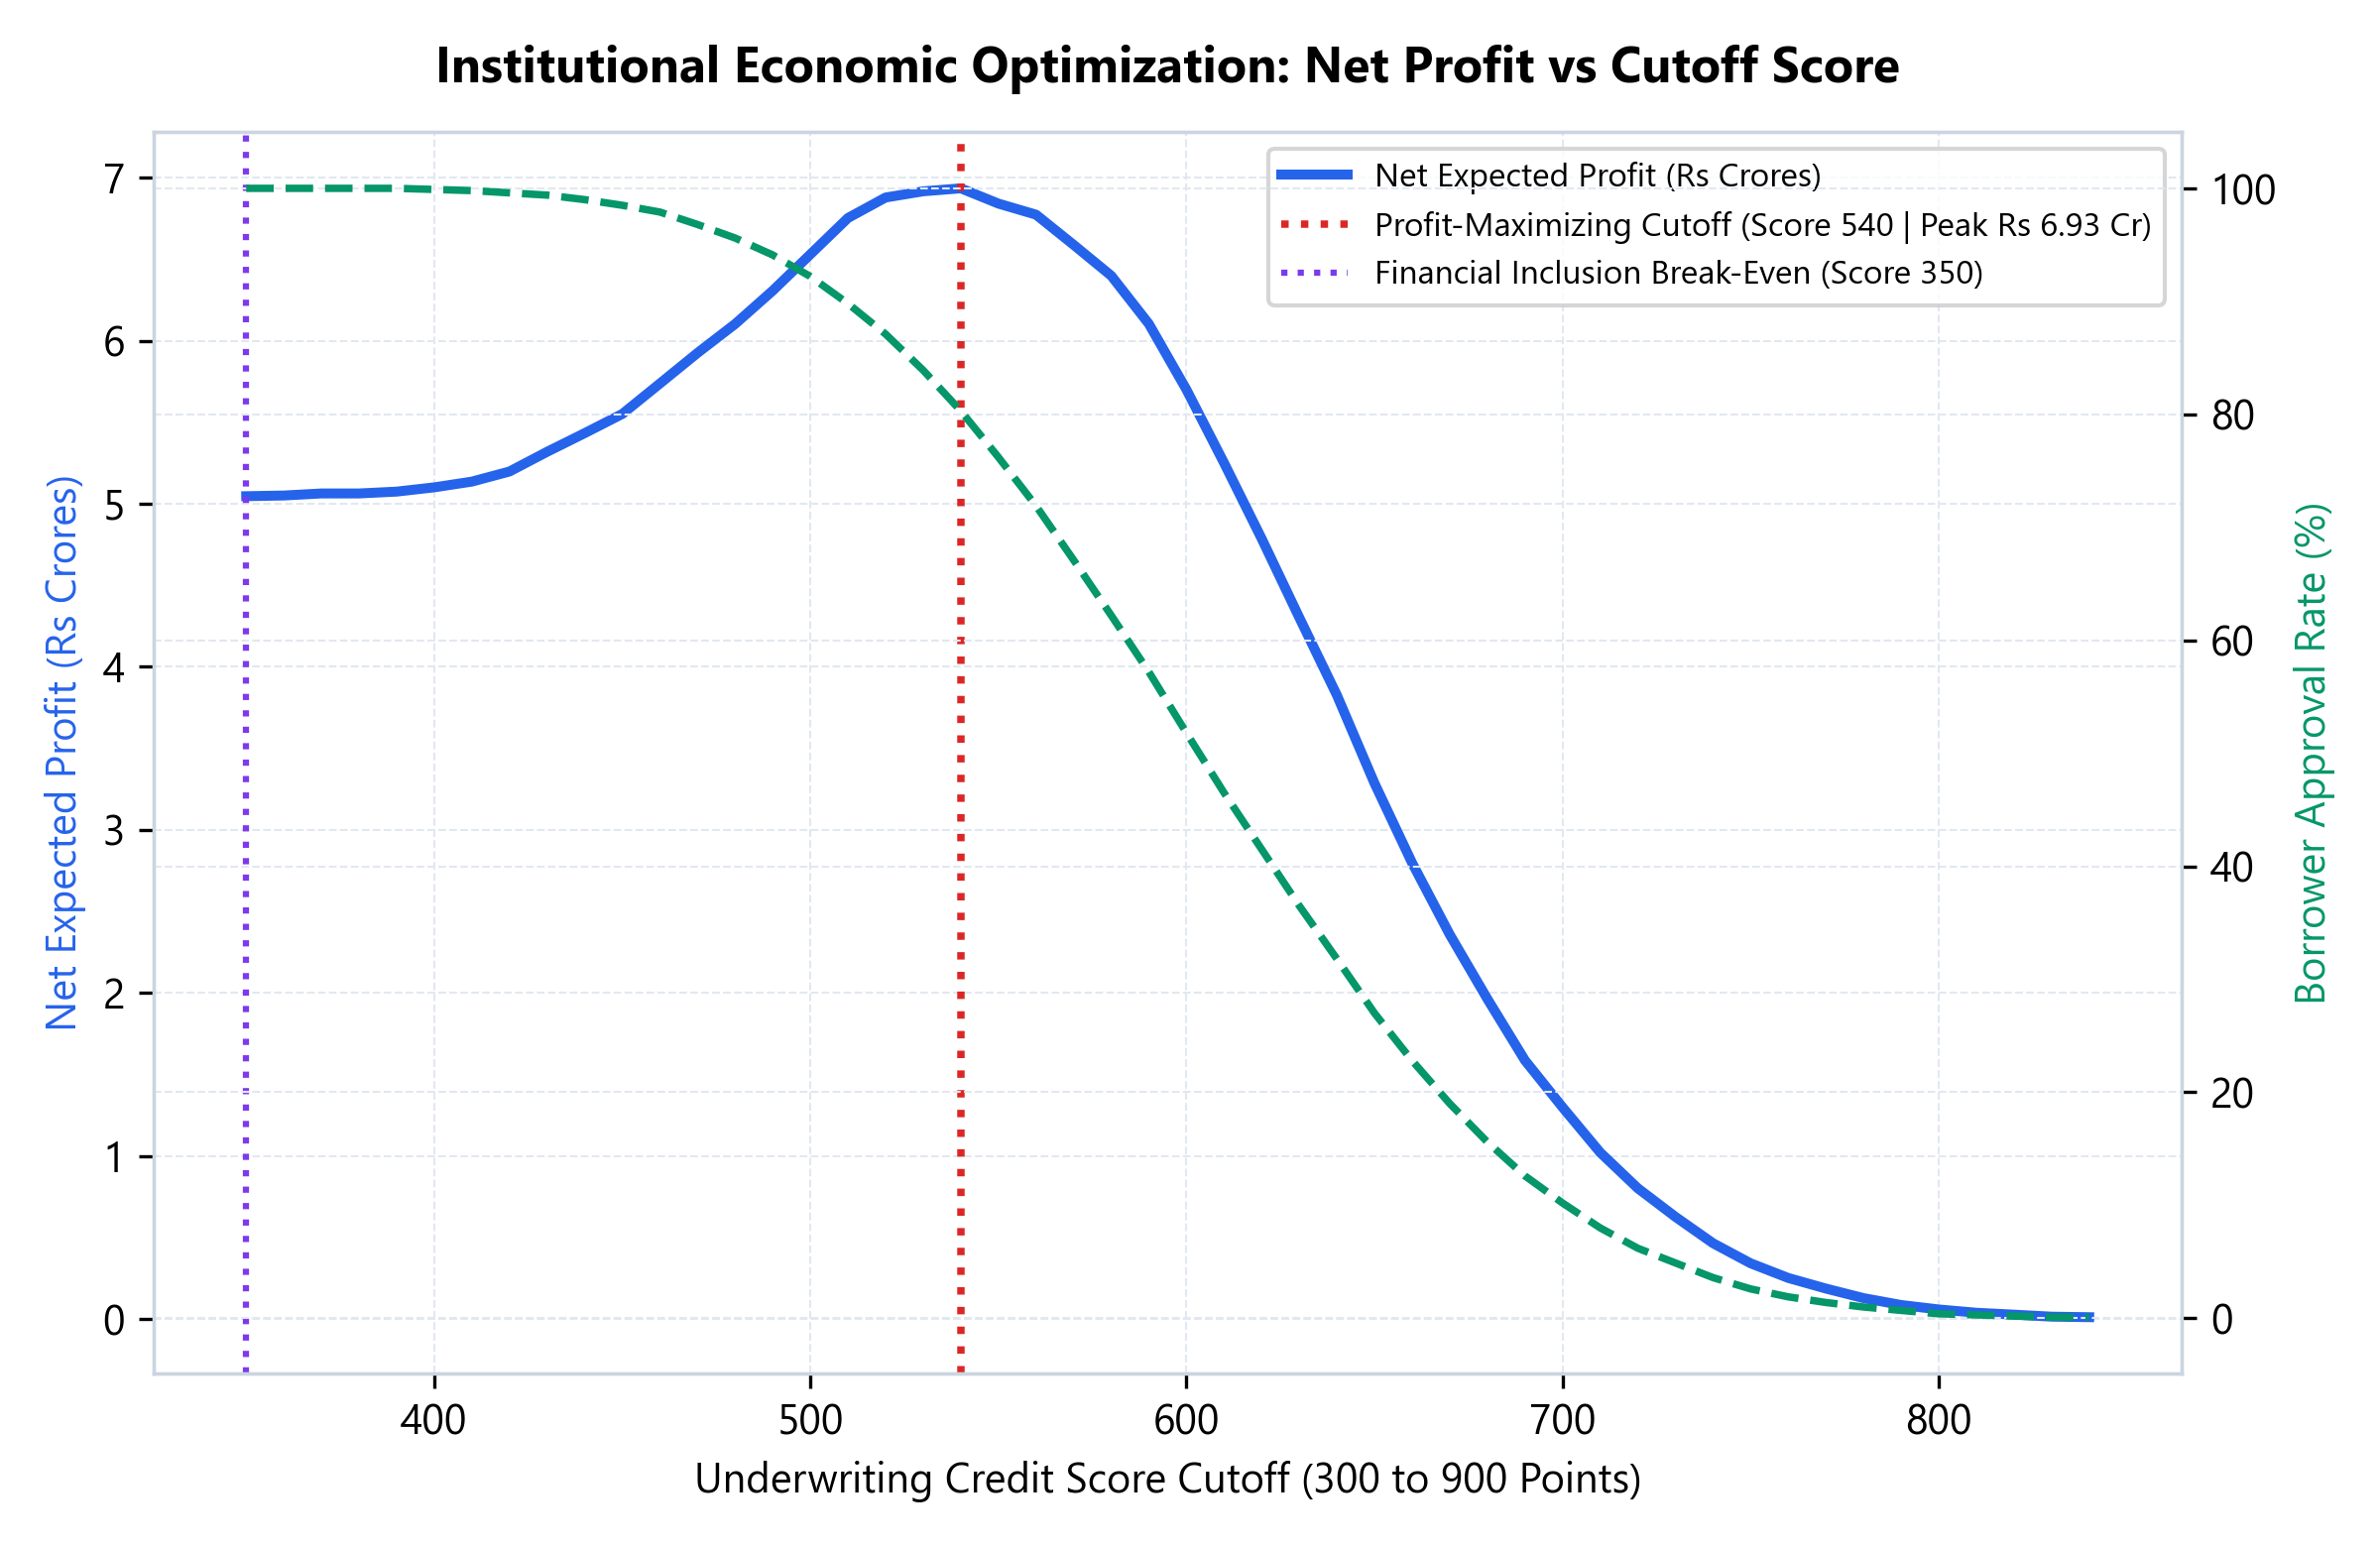 Institutional Economic Optimization: Net Profit vs Cutoff Score
Net Expected Profit (Rs Crores)
Profit-Maximizing Cutoff (Score 540 | Peak Rs 6.93 Cr)
Financial Inclusion Break-Even (Score 350)
Net Expected Profit (Rs Crores)
7
6
5
4
3
2
1
0
100
80
60
40
20
0
Borrower Approval Rate (%)
400 500 600 700 800
Underwriting Credit Score Cutoff (300 to 900 Points)